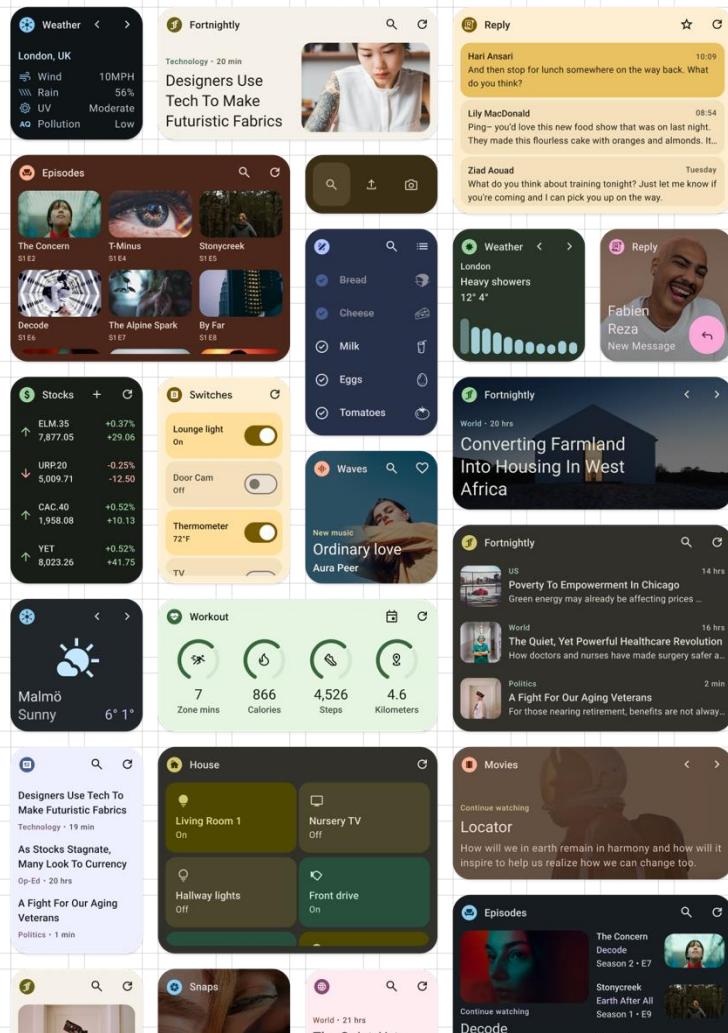 Weather
London, UK
Wind 10MPH
Rain 56%
UV Moderate
AQ Pollution Low
Fortnightly
Technology • 20 min
Designers Use
Tech To Make
Futuristic Fabrics
Reply
Hari Ansari 10:09
And then stop for lunch somewhere on the way back. What
do you think?
Lily MacDonald 08:54
Ping– you'd love this new food show that was on last night.
They made this flourless cake with oranges and almonds. It…
Ziad Aouad Tuesday
What do you think about training tonight? Just let me know if
you're coming and I can pick you up on the way.
Episodes
The Concern T-Minus Stonycreek
S1 E2 S1 E4 S1 E5
Decode The Alpine Spark By Far
S1 E6 S1 E7 S1 E8
Bread
Cheese
Milk
Eggs
Tomatoes
Weather
London
Heavy showers
12° 4°
Reply
Fabien
Reza
New Message
$ Stocks
ELM.35 +0.37%
7,877.05 +29.06
URP.20 -0.25%
5,009.71 -12.50
CAC.40 +0.52%
1,958.08 +10.13
YET +0.52%
8,023.26 +41.75
Switches
Lounge light
On
Door Cam
Off
Thermometer
72°F
TV
Waves
New music
Ordinary love
Aura Peer
Fortnightly
World • 20 hrs
Converting Farmland
Into Housing In West
Africa
Fortnightly
US 14 hrs
Poverty To Empowerment In Chicago
Green energy may already be affecting prices …
World 16 hrs
The Quiet, Yet Powerful Healthcare Revolution
How doctors and nurses have made surgery safer a…
Politics 2 min
A Fight For Our Aging Veterans
For those nearing retirement, benefits are not alway…
Malmö
Sunny 6° 1°
Workout
7 866 4,526 4.6
Zone mins Calories Steps Kilometers
Designers Use Tech To
Make Futuristic Fabrics
Technology • 19 min
As Stocks Stagnate,
Many Look To Currency
Op-Ed • 20 hrs
A Fight For Our Aging
Veterans
Politics • 1 min
House
Living Room 1
On
Nursery TV
Off
Hallway lights
Off
Front drive
On
Movies
Continue watching
Locator
How will we in earth remain in harmony and how will it
inspire to help us realize how we can change too.
Episodes
The Concern
Decode
Season 2 • E7
Stonycreek
Earth After All
Season 1 • E9
Continue watching
Decode
Snaps
World • 21 hrs